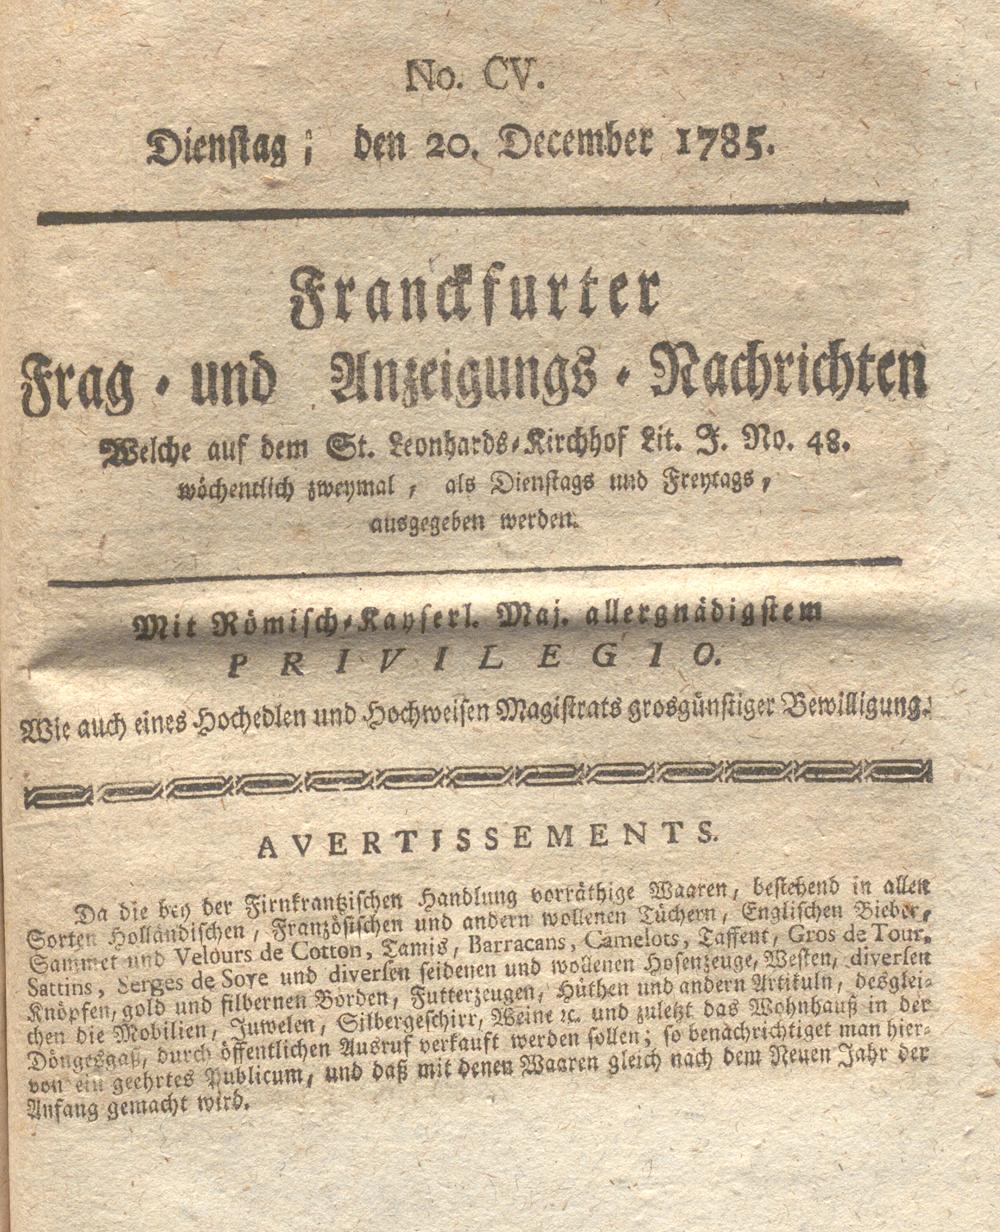 No. CV.
Dienstag; den 20. December 1785.
Franckfurter
Frag - und Anzeigungs - Nachrichten
Welche auf dem St. Leonhards-Kirchhof Lit. J. No. 48.
wöchentlich zweymal, als Dienstags und Freytags,
ausgegeben werden.
Mit Römisch-Kayserl. Maj. allergnädigstem
PRIVILEGIO.
Wie auch eines Hochedlen und Hochweisen Magistrats grosgünstiger Bewilligung.
AVERTISSEMENTS.
Da die bey der Firnkrantzischen Handlung vorräthige Waaren, bestehend in allen
Sorten Holländischen, Französischen und andern wollenen Tüchern, Englischen Bieber,
Sammet und Velours de Cotton, Tamis, Barracans, Camelots, Taffent, Gros de Tour,
Sattins, Serges de Soye und diversen seidenen und wollenen Hosenzeuge, Westen, diversen
Knöpfen, gold und silbernen Borden, Futterzeugen, Hüthen und andern Artikuln, desglei-
chen die Mobilien, Juwelen, Silbergeschirr, Weine ꝛc. und zuletzt das Wohnhauß in der
Döngesgaß, durch öffentlichen Ausruf verkauft werden sollen; so benachrichtiget man hier-
von ein geehrtes Publicum, und daß mit denen Waaren gleich nach dem Neuen Jahr der
Anfang gemacht wird.